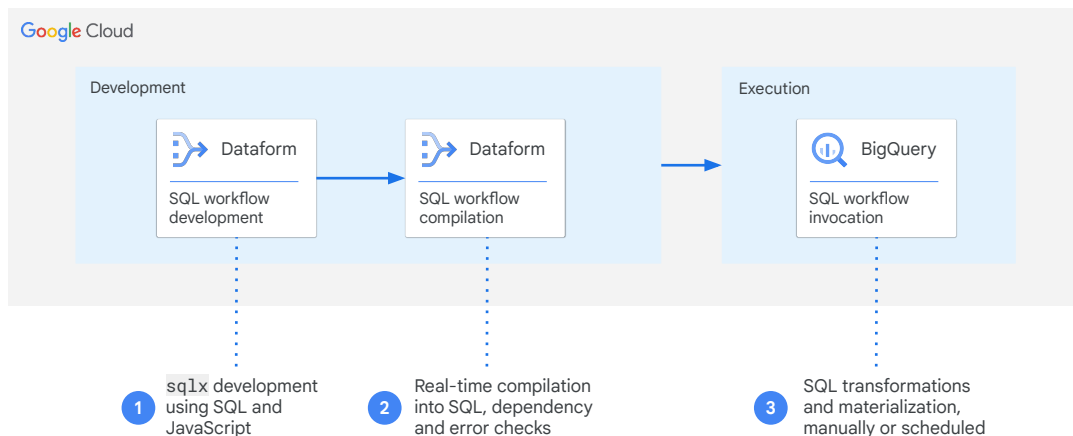 Google Cloud
Development
Execution
Dataform
SQL workflow
development
Dataform
SQL workflow
compilation
BigQuery
SQL workflow
invocation
1
sqlx development
using SQL and
JavaScript
2
Real-time compilation
into SQL, dependency
and error checks
3
SQL transformations
and materialization,
manually or scheduled